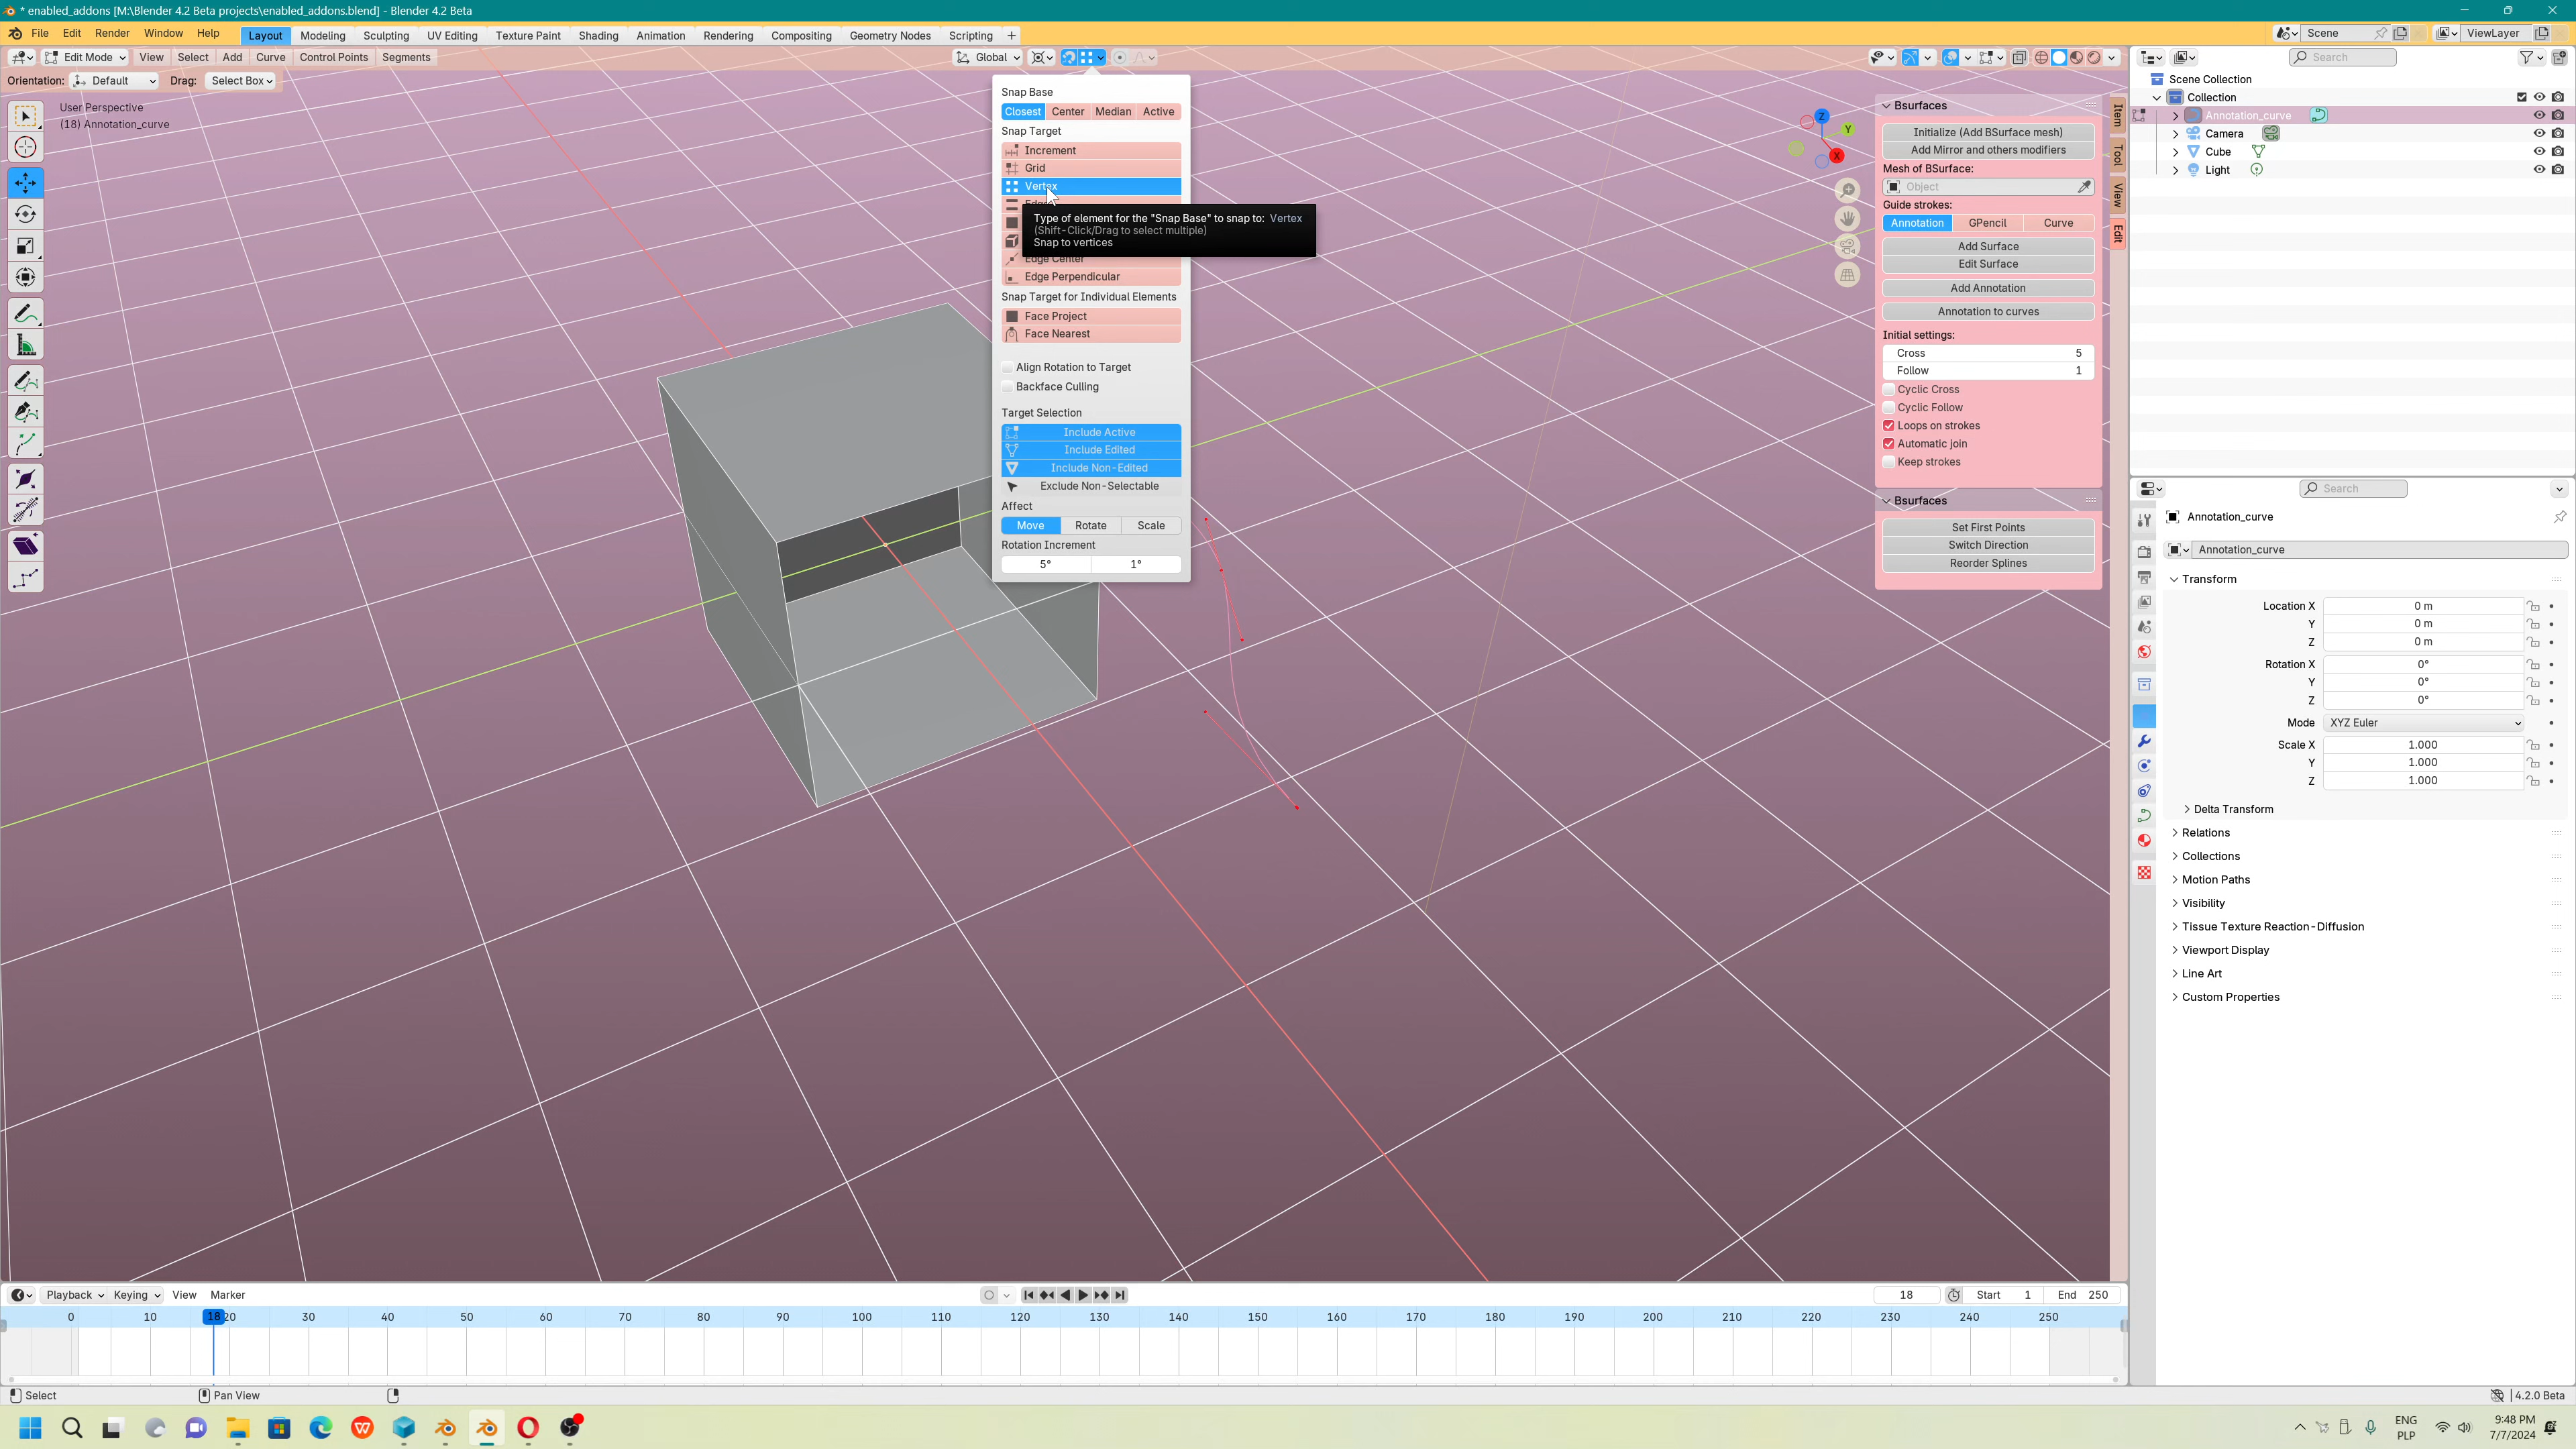 * enabled_addons [M:\Blender 4.2 Beta projects\enabled_addons.blend] - Blender 4.2 Beta
File Edit Render Window Help Layout Modeling Sculpting UV Editing Texture Paint Shading Animation Rendering Compositing Geometry Nodes Scripting + Scene ViewLayer
Edit Mode View Select Add Curve Control Points Segments Global
Orientation: Default Drag: Select Box
User Perspective
(18) Annotation_curve
Snap Base
Closest Center Median Active
Snap Target
Increment
Grid
Vertex
Type of element for the "Snap Base" to snap to: Vertex
(Shift-Click/Drag to select multiple)
Snap to vertices
Edge Center
Edge Perpendicular
Snap Target for Individual Elements
Face Project
Face Nearest
Align Rotation to Target
Backface Culling
Target Selection
Include Active
Include Edited
Include Non-Edited
Exclude Non-Selectable
Affect
Move Rotate Scale
Rotation Increment
5° 1°
Z
Y
X
Bsurfaces
Initialize (Add BSurface mesh)
Add Mirror and others modifiers
Mesh of BSurface:
Object
Guide strokes:
Annotation GPencil Curve
Add Surface
Edit Surface
Add Annotation
Annotation to curves
Initial settings:
Cross 5
Follow 1
Cyclic Cross
Cyclic Follow
Loops on strokes
Automatic join
Keep strokes
Bsurfaces
Set First Points
Switch Direction
Reorder Splines
Item
Tool
View
Edit
Search
Scene Collection
Collection
Annotation_curve
Camera
Cube
Light
Search
Annotation_curve
Annotation_curve
Transform
Location X 0 m
Y 0 m
Z 0 m
Rotation X 0°
Y 0°
Z 0°
Mode XYZ Euler
Scale X 1.000
Y 1.000
Z 1.000
Delta Transform
Relations
Collections
Motion Paths
Visibility
Tissue Texture Reaction-Diffusion
Viewport Display
Line Art
Custom Properties
Playback Keying View Marker 18 Start 1 End 250
0 10 18 20 30 40 50 60 70 80 90 100 110 120 130 140 150 160 170 180 190 200 210 220 230 240 250
Select Pan View 4.2.0 Beta
ENG
PLP
9:48 PM
7/7/2024